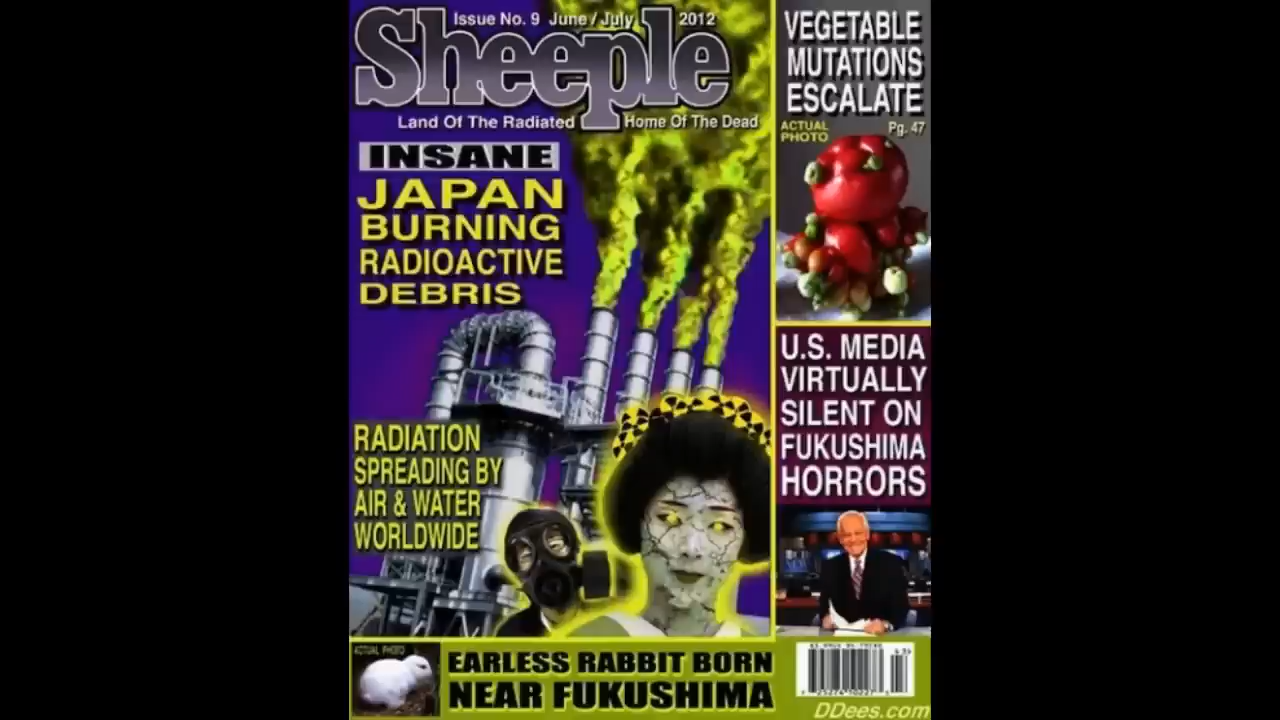 Issue No. 9 June / July 2012
Sheeple
Land Of The Radiated Home Of The Dead
INSANE
JAPAN
BURNING
RADIOACTIVE
DEBRIS
RADIATION
SPREADING BY
AIR & WATER
WORLDWIDE
VEGETABLE
MUTATIONS
ESCALATE
ACTUAL
PHOTO
Pg. 47
U.S. MEDIA
VIRTUALLY
SILENT ON
FUKUSHIMA
HORRORS
ACTUAL PHOTO
EARLESS RABBIT BORN
NEAR FUKUSHIMA
DDees.com